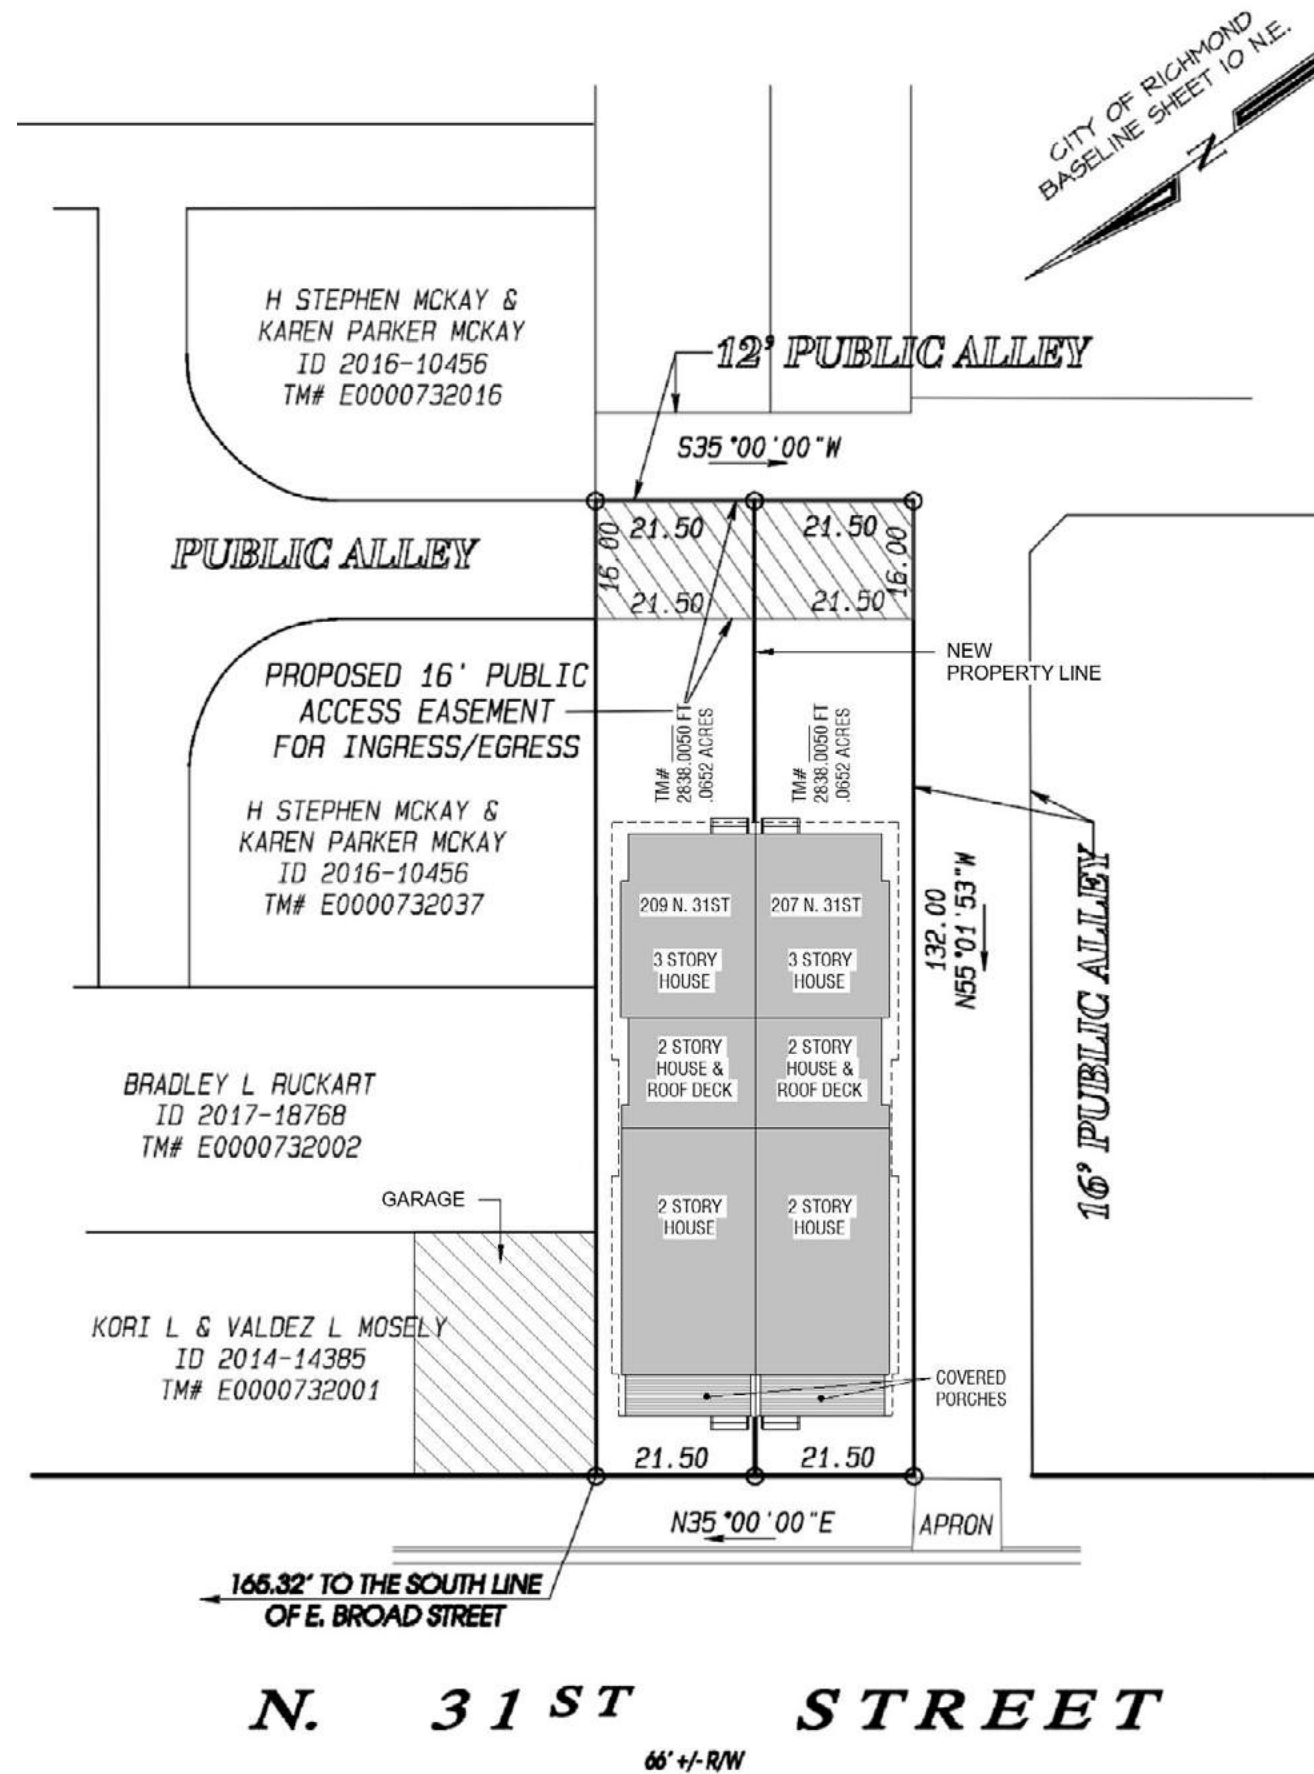 CITY OF RICHMOND
BASELINE SHEET 10 N.E.
N
H STEPHEN MCKAY &
KAREN PARKER MCKAY
ID 2016-10456
TM# E0000732016
12' PUBLIC ALLEY
S35°00'00"W
PUBLIC ALLEY
16.00
21.50
21.50
16.00
21.50
21.50
NEW
PROPERTY LINE
PROPOSED 16' PUBLIC
ACCESS EASEMENT
FOR INGRESS/EGRESS
TM#
2838.0050 FT
.0652 ACRES
TM#
2838.0050 FT
.0652 ACRES
H STEPHEN MCKAY &
KAREN PARKER MCKAY
ID 2016-10456
TM# E0000732037
209 N. 31ST
207 N. 31ST
3 STORY
HOUSE
3 STORY
HOUSE
132.00
N55°01'53"W
16' PUBLIC ALLEY
2 STORY
HOUSE &
ROOF DECK
2 STORY
HOUSE &
ROOF DECK
BRADLEY L RUCKART
ID 2017-18768
TM# E0000732002
GARAGE
2 STORY
HOUSE
2 STORY
HOUSE
KORI L & VALDEZ L MOSELY
ID 2014-14385
TM# E0000732001
COVERED
PORCHES
21.50
21.50
N35°00'00"E
APRON
165.32' TO THE SOUTH LINE
OF E. BROAD STREET
N. 31ST STREET
66' +/- R/W